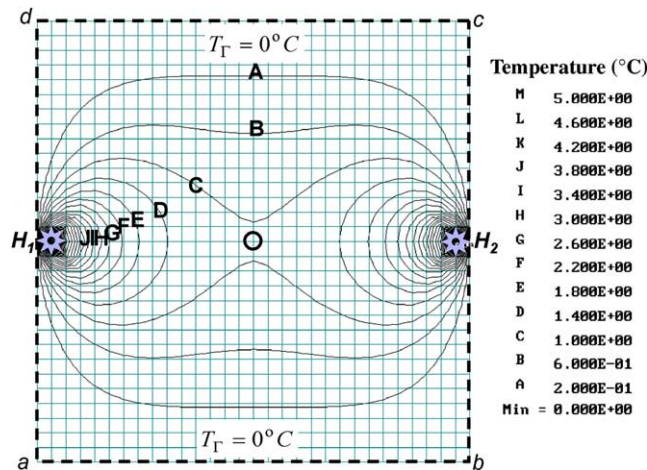 d
c
T_Γ = 0°C
A
B
C
D
E
F
G
H
I
J
H₁
O
H₂
T_Γ = 0°C
a
b
Temperature (°C)
M 5.000E+00
L 4.600E+00
K 4.200E+00
J 3.800E+00
I 3.400E+00
H 3.000E+00
G 2.600E+00
F 2.200E+00
E 1.800E+00
D 1.400E+00
C 1.000E+00
B 6.000E-01
A 2.000E-01
Min = 0.000E+00